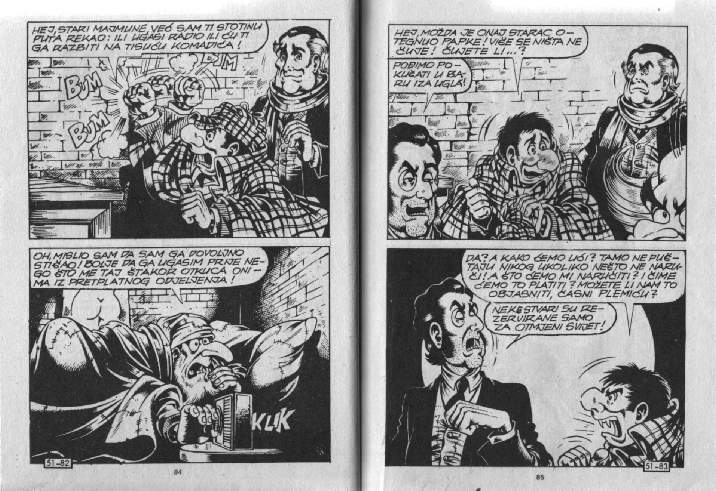 HEJ, STARI MAJMUNE, VEĆ SAM TI STOTINU
PUTA REKAO: ILI UGASI RADIO ILI ĆU TI
GA RAZBITI NA TISUĆU KOMADIĆA!
BUM
BUM
BUM
OH, MISLIO SAM DA SAM GA DOVOLJNO
STIŠAO! BOLJE DA GA UGASIM PRIJE NE-
GO ŠTO ME TAJ ŠTAKOR OTKUCA ONI-
MA IZ PRETPLATNOG ODJELJENJA!
KLIK
51-82
84
HEJ, MOŽDA JE ONAJ STARAC O-
TEGNUO PAPKE! VIŠE SE NIŠTA NE
ČUJE! ČUJETE LI...?
POĐIMO PO-
KUCATI U BA-
RU IZA UGLA!
DA? A KAKO ĆEMO UĆI? TAMO NE PUŠ-
TAJU NIKOG UKOLIKO NEŠTO NE NARU-
ČI! A ŠTO ĆEMO MI NARUČITI? I ČIME
ĆEMO TO PLATITI? MOŽETE LI NAM TO
OBJASNITI, ČASNI PLEMIĆU?
NEKE STVARI SU RE-
ZERVIRANE SAMO
ZA OTMJENI SVIJET!
51-83
85